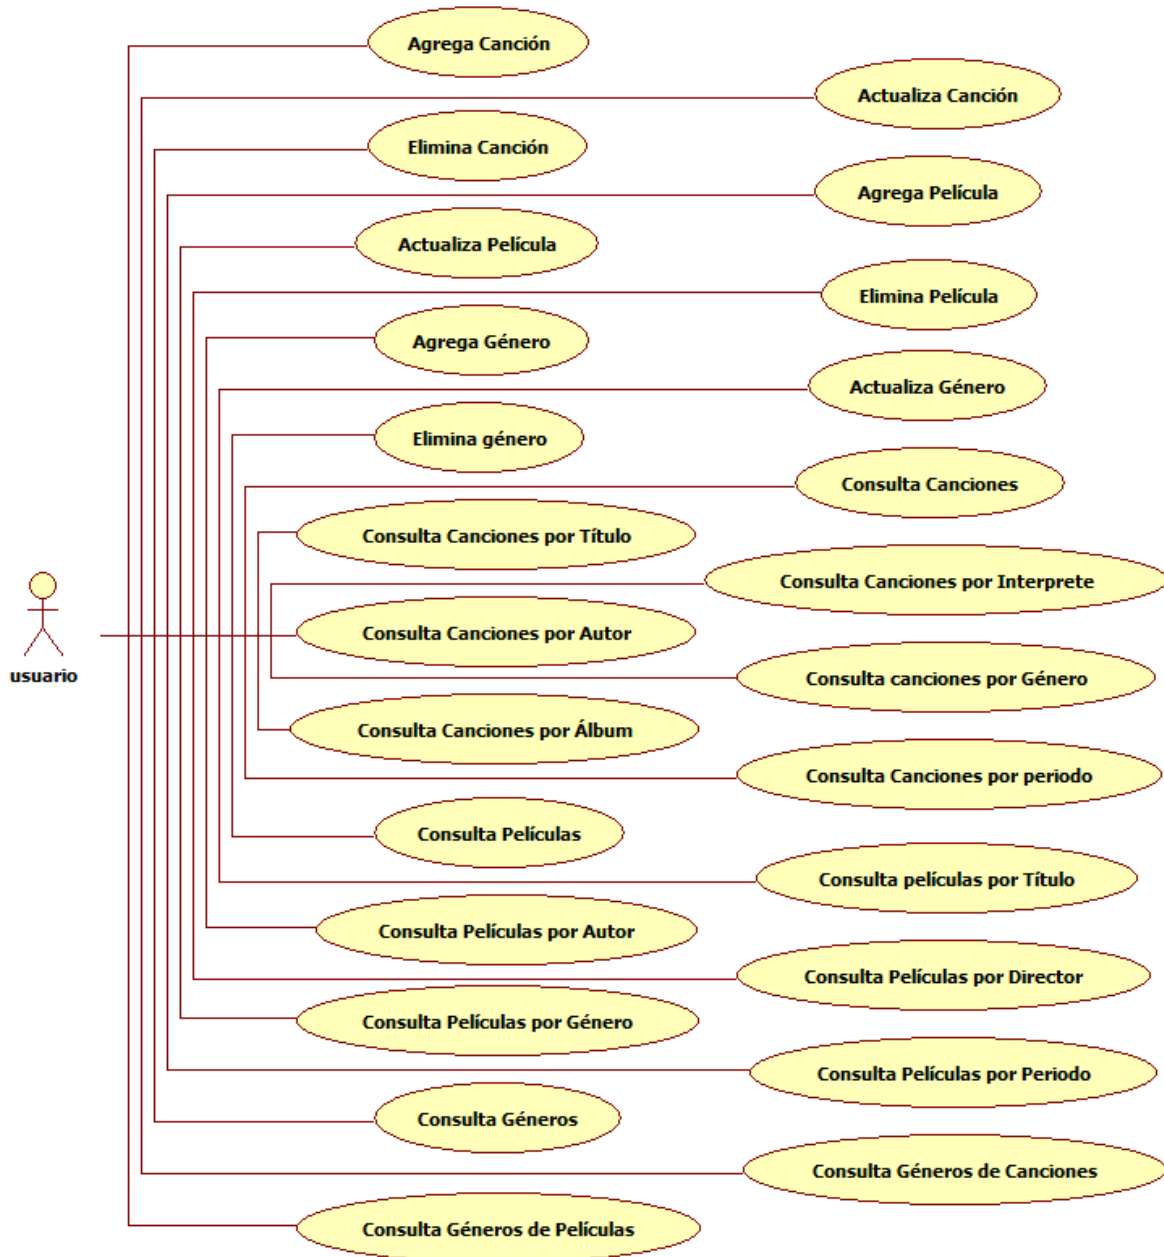 Agrega Canción
Actualiza Canción
Elimina Canción
Agrega Película
Actualiza Película
Elimina Película
Agrega Género
Actualiza Género
Elimina género
Consulta Canciones
Consulta Canciones por Título
Consulta Canciones por Interprete
Consulta Canciones por Autor
usuario
Consulta canciones por Género
Consulta Canciones por Álbum
Consulta Canciones por periodo
Consulta Películas
Consulta películas por Título
Consulta Películas por Autor
Consulta Películas por Director
Consulta Películas por Género
Consulta Películas por Periodo
Consulta Géneros
Consulta Géneros de Canciones
Consulta Géneros de Películas